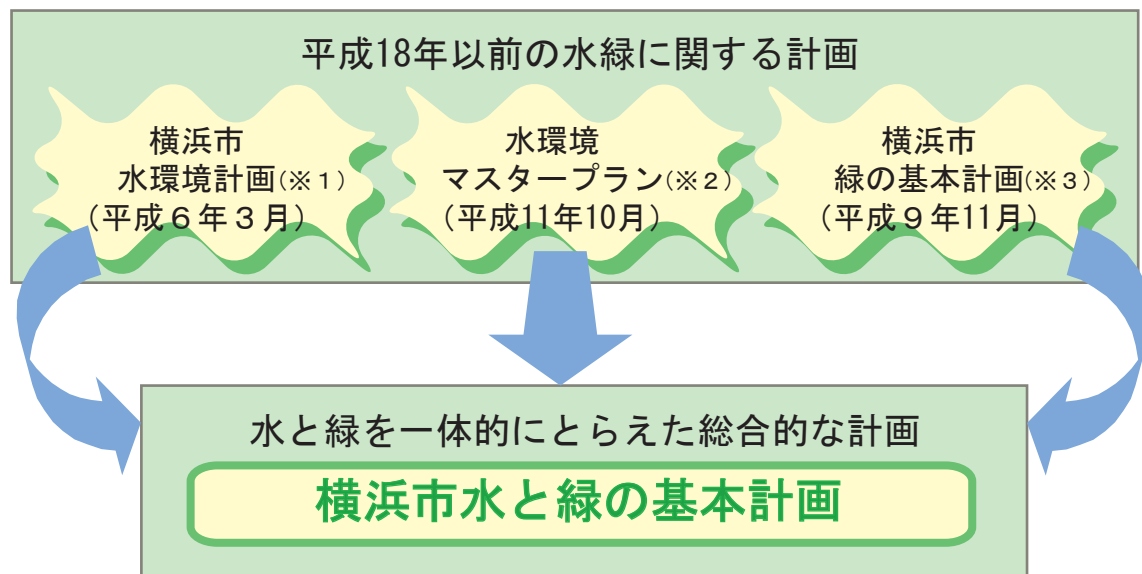 平成18年以前の水緑に関する計画
横浜市
水環境計画(※１)
(平成６年３月)
水環境
マスタープラン(※２)
(平成11年10月)
横浜市
緑の基本計画(※３)
(平成９年11月)
水と緑を一体的にとらえた総合的な計画
横浜市水と緑の基本計画